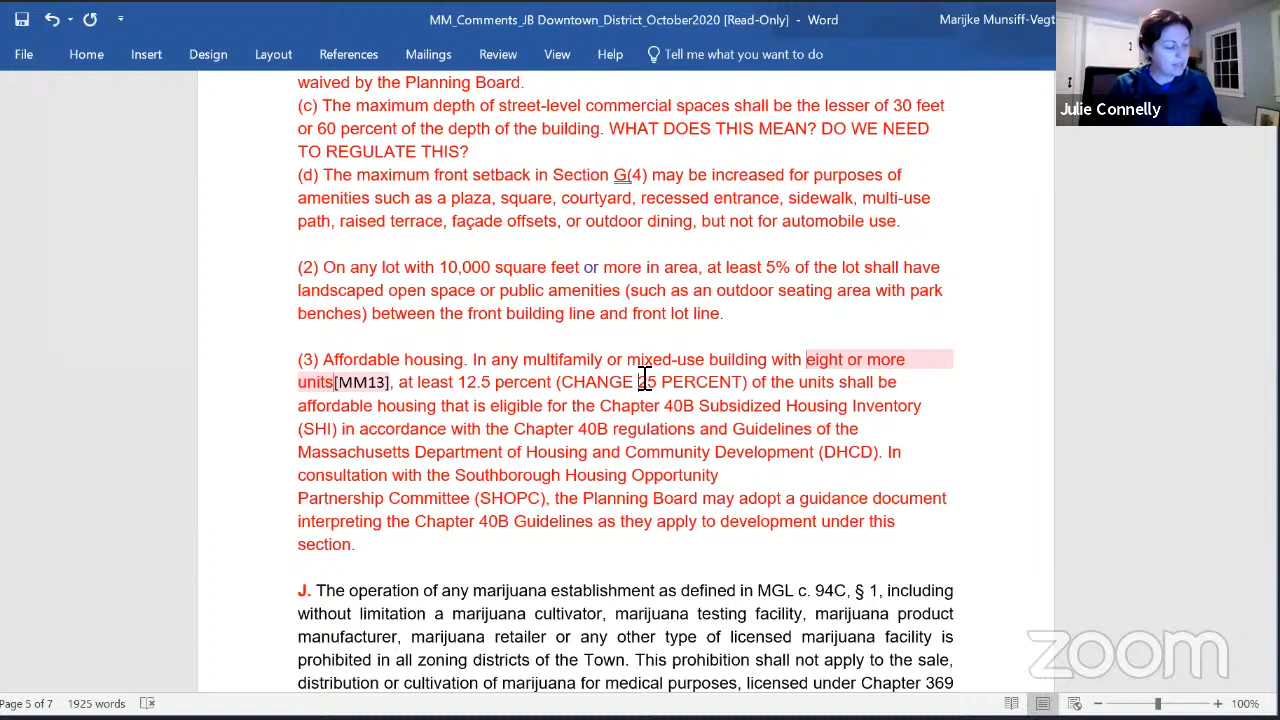 MM_Comments_JB Downtown_District_October2020 [Read-Only] - Word
Marijke Munsiff-Vegt
File Home Insert Design Layout References Mailings Review View Help Tell me what you want to do
Julie Connelly
waived by the Planning Board.
(c) The maximum depth of street-level commercial spaces shall be the lesser of 30 feet
or 60 percent of the depth of the building. WHAT DOES THIS MEAN? DO WE NEED
TO REGULATE THIS?
(d) The maximum front setback in Section G(4) may be increased for purposes of
amenities such as a plaza, square, courtyard, recessed entrance, sidewalk, multi-use
path, raised terrace, façade offsets, or outdoor dining, but not for automobile use.
(2) On any lot with 10,000 square feet or more in area, at least 5% of the lot shall have
landscaped open space or public amenities (such as an outdoor seating area with park
benches) between the front building line and front lot line.
(3) Affordable housing. In any multifamily or mixed-use building with eight or more
units[MM13], at least 12.5 percent (CHANGE 25 PERCENT) of the units shall be
affordable housing that is eligible for the Chapter 40B Subsidized Housing Inventory
(SHI) in accordance with the Chapter 40B regulations and Guidelines of the
Massachusetts Department of Housing and Community Development (DHCD). In
consultation with the Southborough Housing Opportunity
Partnership Committee (SHOPC), the Planning Board may adopt a guidance document
interpreting the Chapter 40B Guidelines as they apply to development under this
section.
J. The operation of any marijuana establishment as defined in MGL c. 94C, § 1, including
without limitation a marijuana cultivator, marijuana testing facility, marijuana product
manufacturer, marijuana retailer or any other type of licensed marijuana facility is
prohibited in all zoning districts of the Town. This prohibition shall not apply to the sale,
distribution or cultivation of marijuana for medical purposes, licensed under Chapter 369
zoom
Page 5 of 7 1925 words
100%